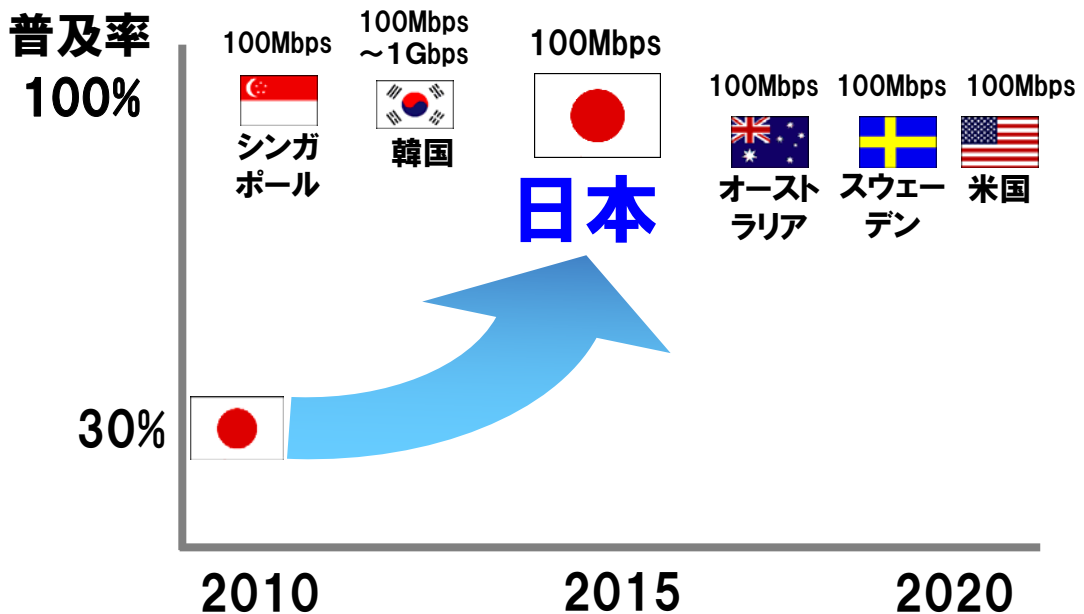 普及率
100%
100Mbps
シンガ
ポール
100Mbps
～1Gbps
韓国
100Mbps
日本
100Mbps
オースト
ラリア
100Mbps
スウェー
デン
100Mbps
米国
30%
2010
2015
2020